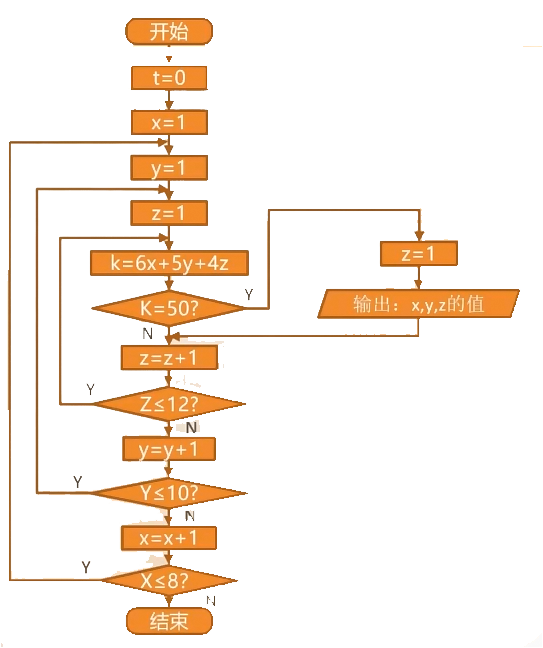 开始
t=0
x=1
y=1
z=1
k=6x+5y+4z
z=1
K=50?
Y
输出：x,y,z的值
N
z=z+1
Y
Z≤12?
N
y=y+1
Y
Y≤10?
N
x=x+1
Y
X≤8?
N
结束